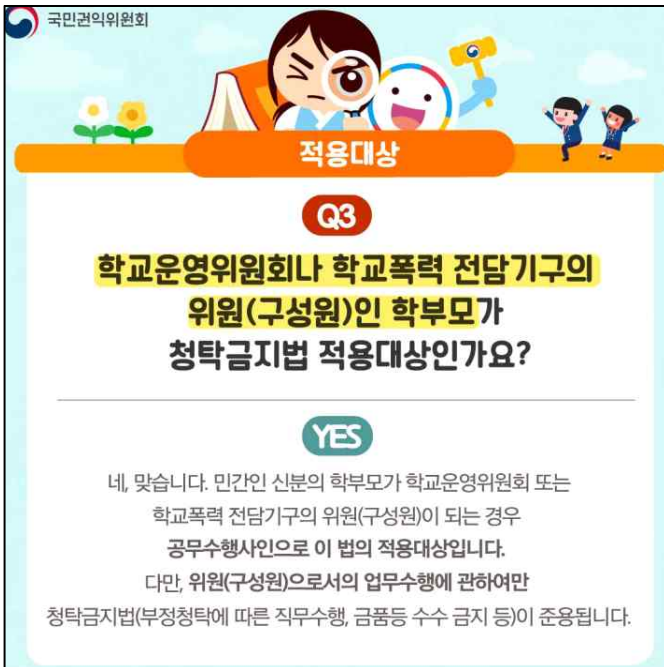 국민권익위원회
적용대상
Q3
학교운영위원회나 학교폭력 전담기구의
위원(구성원)인 학부모가
청탁금지법 적용대상인가요?
YES
네, 맞습니다. 민간인 신분의 학부모가 학교운영위원회 또는
학교폭력 전담기구의 위원(구성원)이 되는 경우
공무수행사인으로 이 법의 적용대상입니다.
다만, 위원(구성원)으로서의 업무수행에 관하여만
청탁금지법(부정청탁에 따른 직무수행, 금품등 수수 금지 등)이 준용됩니다.